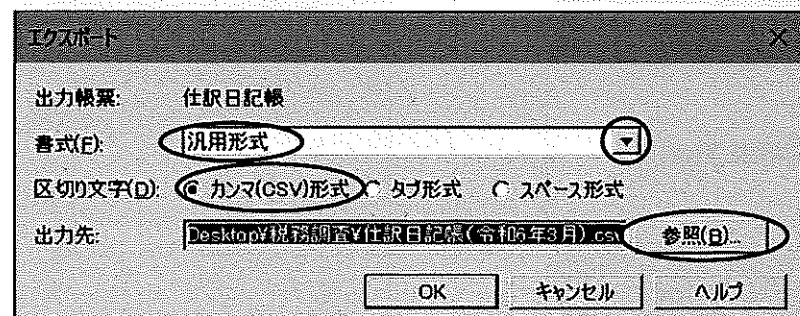 エクスポート
出力帳票: 仕訳日記帳
書式(F): 汎用形式
区切り文字(D): カンマ(CSV)形式 タブ形式 スペース形式
出力先: Desktop¥税務調査¥仕訳日記帳(令和6年3月).csv 参照(B)...
OK キャンセル ヘルプ